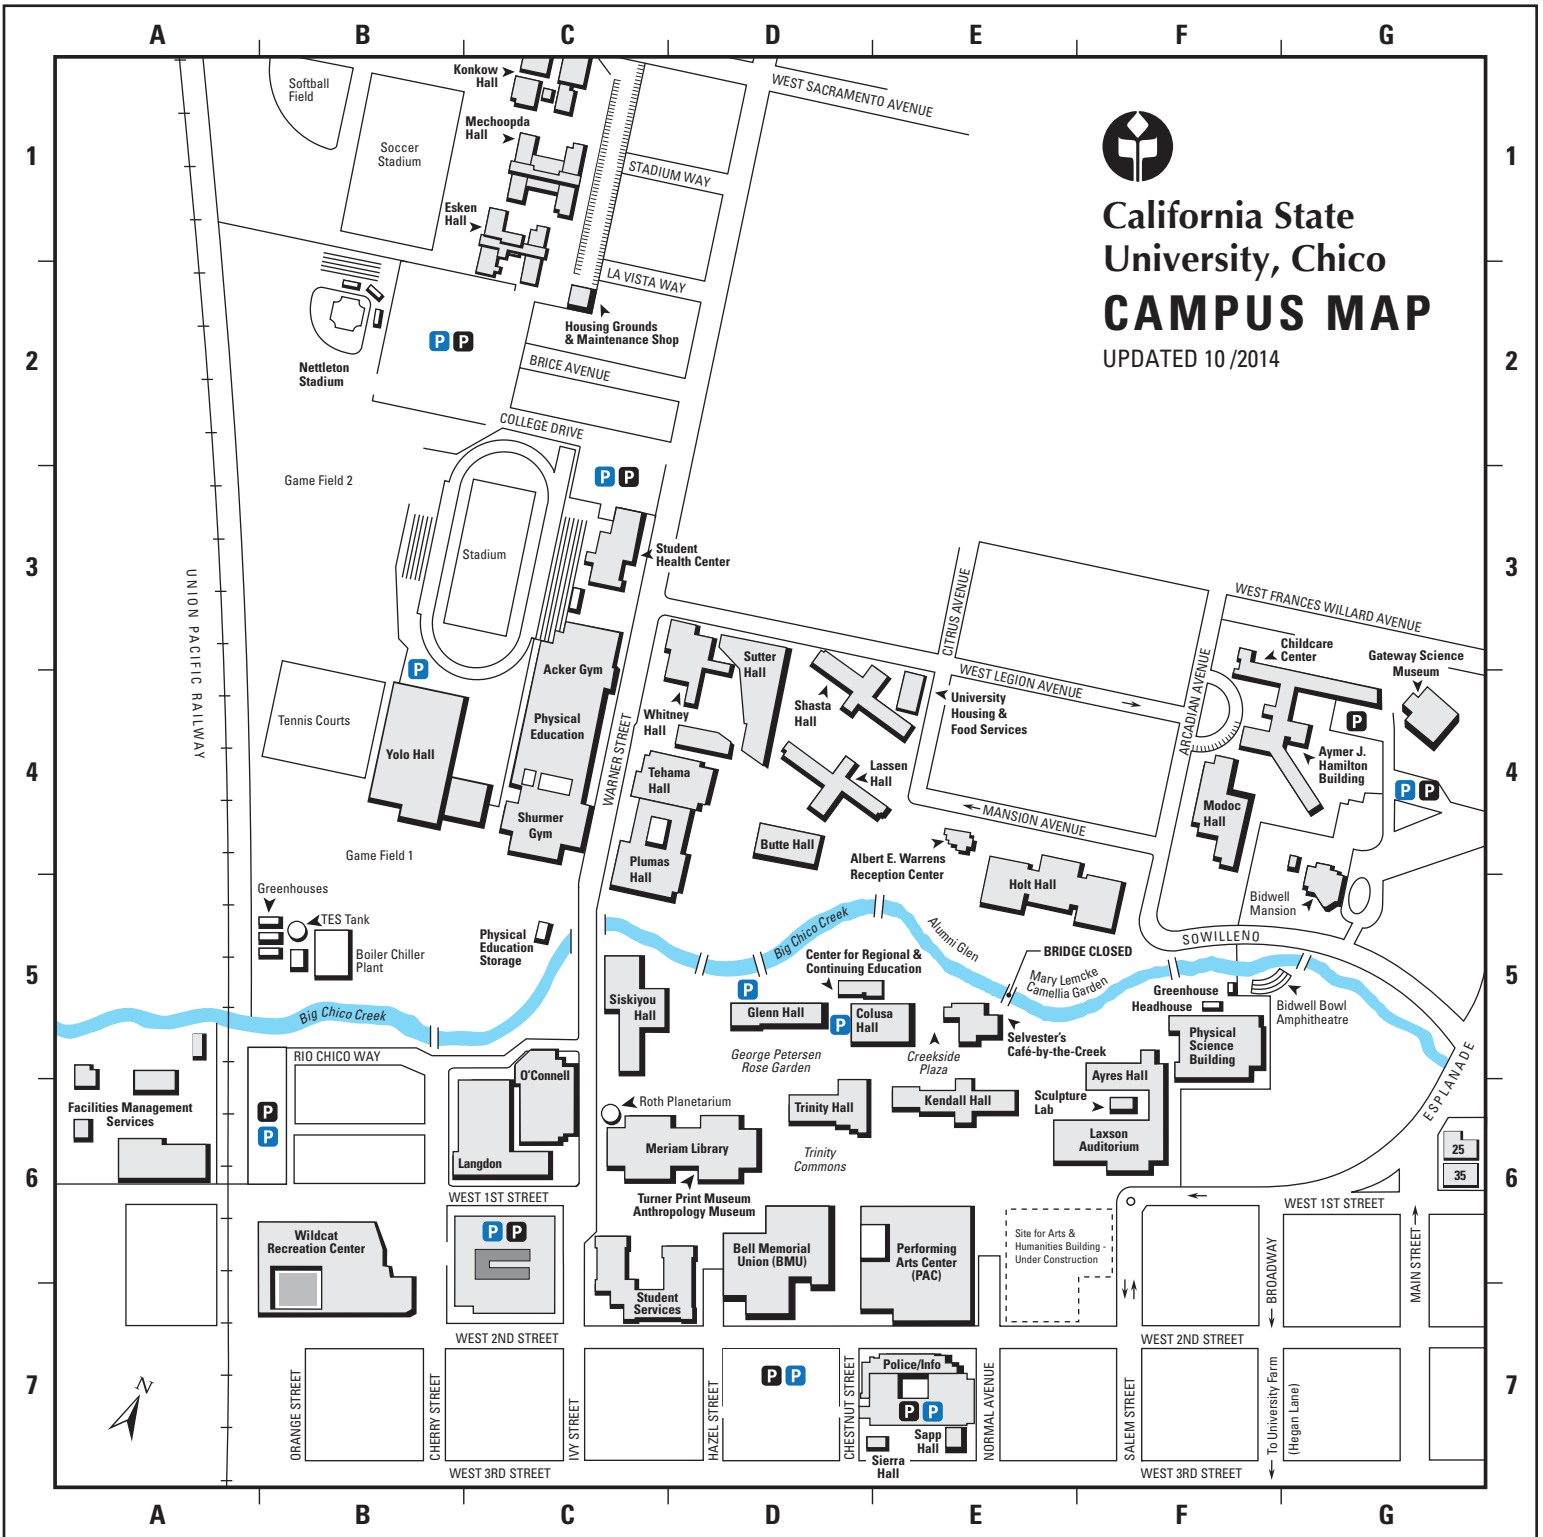 A B C D E F G
1
2
3
4
5
6
7
1
2
3
4
5
6
7
California State
University, Chico
CAMPUS MAP
UPDATED 10 /2014
Softball
Field
Soccer
Stadium
Konkow
Hall
Mechoopda
Hall
Esken
Hall
WEST SACRAMENTO AVENUE
STADIUM WAY
LA VISTA WAY
Housing Grounds
& Maintenance Shop
BRICE AVENUE
COLLEGE DRIVE
Nettleton
Stadium
P P
Game Field 2
P P
Stadium
Student
Health Center
UNION PACIFIC RAILWAY
CITRUS AVENUE
WEST FRANCES WILLARD AVENUE
WEST LEGION AVENUE
ARCADIAN AVENUE
Childcare
Center
Gateway Science
Museum
P
Tennis Courts
Yolo Hall
Acker Gym
Physical
Education
Shurmer
Gym
WARNER STREET
Whitney
Hall
Sutter
Hall
Shasta
Hall
University
Housing &
Food Services
Lassen
Hall
Tehama
Hall
Plumas
Hall
Butte Hall
MANSION AVENUE
Albert E. Warrens
Reception Center
Holt Hall
Modoc
Hall
Aymer J.
Hamilton
Building
P
P P
Bidwell
Mansion
Game Field 1
Greenhouses
TES Tank
Boiler Chiller
Plant
Physical
Education
Storage
Big Chico Creek
Big Chico Creek
Alumni Glen
SOWILLENO
BRIDGE CLOSED
Mary Lemcke
Camellia Garden
Center for Regional &
Continuing Education
Siskiyou
Hall
P
Glenn Hall
P
Colusa
Hall
Selvester's
Café-by-the-Creek
Creekside
Plaza
George Petersen
Rose Garden
Greenhouse
Headhouse
Bidwell Bowl
Amphitheatre
Physical
Science
Building
ESPLANADE
RIO CHICO WAY
Facilities Management
Services
P
P
O'Connell
Langdon
Roth Planetarium
Meriam Library
Turner Print Museum
Anthropology Museum
Trinity Hall
Trinity
Commons
Kendall Hall
Sculpture
Lab
Ayres Hall
Laxson
Auditorium
25
35
WEST 1ST STREET
WEST 1ST STREET
Wildcat
Recreation Center
P P
Student
Services
Bell Memorial
Union (BMU)
Performing
Arts Center
(PAC)
Site for Arts &
Humanities Building -
Under Construction
BROADWAY
MAIN STREET
WEST 2ND STREET
WEST 2ND STREET
N
ORANGE STREET
CHERRY STREET
IVY STREET
HAZEL STREET
P P
CHESTNUT STREET
Police/Info
P P
Sapp
Hall
Sierra
Hall
NORMAL AVENUE
SALEM STREET
To University Farm
(Hegan Lane)
WEST 3RD STREET
WEST 3RD STREET
A B C D E F G